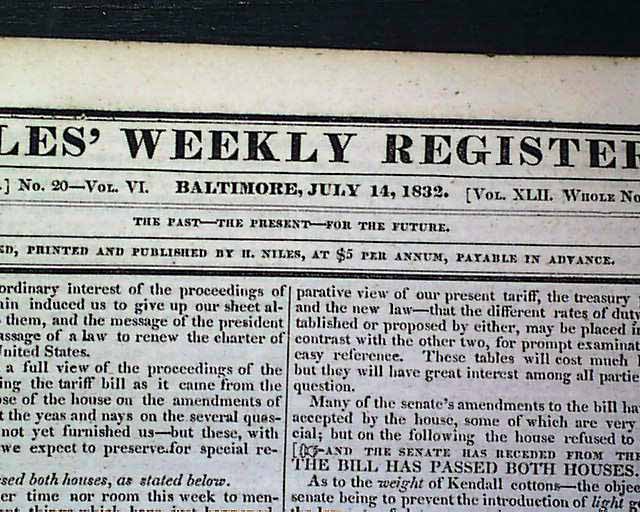 LES' WEEKLY REGISTER
.] No. 20—Vol. VI. BALTIMORE, JULY 14, 1832. [Vol. XLII. Whole No
THE PAST—THE PRESENT—FOR THE FUTURE.
ED, PRINTED AND PUBLISHED BY H. NILES, AT $5 PER ANNUM, PAYABLE IN ADVANCE.
ordinary interest of the proceedings of
ain induced us to give up our sheet al-
them, and the message of the president
assage of a law to renew the charter of
United States.
a full view of the proceedings of the
ing the tariff bill as it came from the
ose of the house on the amendments of
t the yeas and nays on the several ques-
not yet furnished us—but these, with
we expect to preserve for special re-
sed both houses, as stated below.
er time nor room this week to men-
parative view of our present tariff, the treasury
and the new law—that the different rates of duty
tablished or proposed by either, may be placed i
contrast with the other two, for prompt examinat
easy reference. These tables will cost much l
but they will have great interest among all partie
question.
Many of the senate's amendments to the bill ha
accepted by the house, some of which are very
cial; but on the following the house refused to
[☞AND THE SENATE HAS RECEDED FROM THE
THE BILL HAS PASSED BOTH HOUSES.
As to the weight of Kendall cottons—the objec
senate being to prevent the introduction of light g